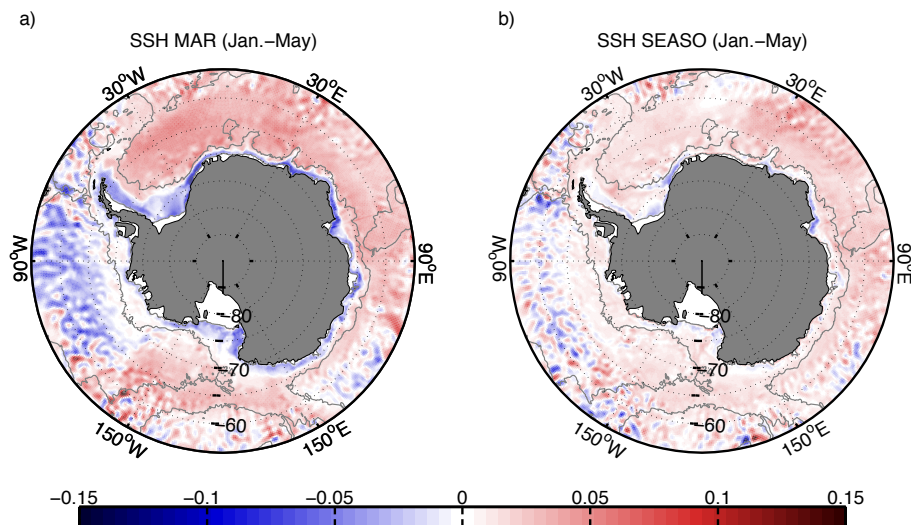 a)
SSH MAR (Jan.−May)
30°W
30°E
90°W
90°E
−80
−70
−60
150°W
150°E
b)
SSH SEASO (Jan.−May)
30°W
30°E
90°W
90°E
−80
−70
−60
150°W
150°E
−0.15
−0.1
−0.05
0
0.05
0.1
0.15